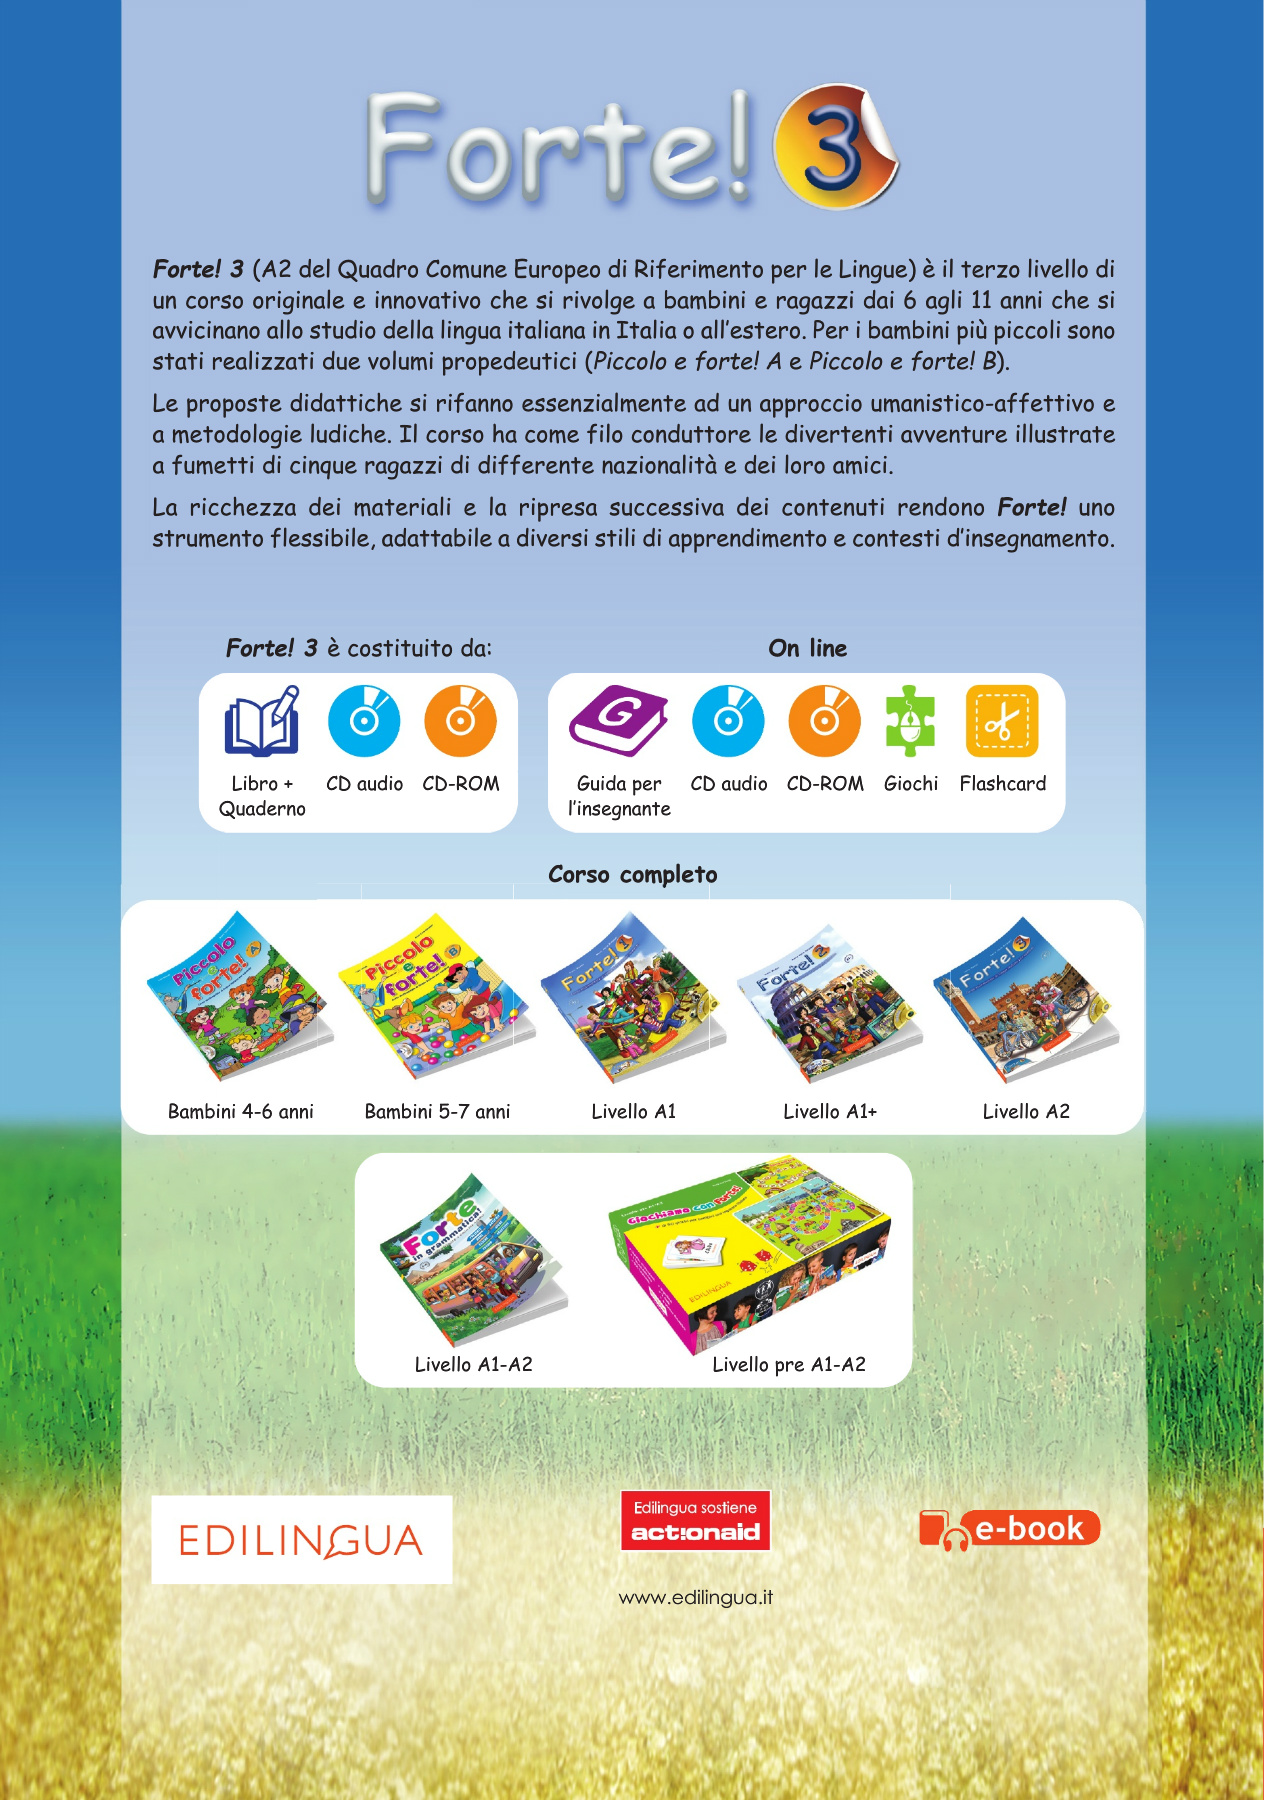 Forte! 3
Forte! 3 (A2 del Quadro Comune Europeo di Riferimento per le Lingue) è il terzo livello di
un corso originale e innovativo che si rivolge a bambini e ragazzi dai 6 agli 11 anni che si
avvicinano allo studio della lingua italiana in Italia o all'estero. Per i bambini più piccoli sono
stati realizzati due volumi propedeutici (Piccolo e forte! A e Piccolo e forte! B).
Le proposte didattiche si rifanno essenzialmente ad un approccio umanistico-affettivo e
a metodologie ludiche. Il corso ha come filo conduttore le divertenti avventure illustrate
a fumetti di cinque ragazzi di differente nazionalità e dei loro amici.
La ricchezza dei materiali e la ripresa successiva dei contenuti rendono Forte! uno
strumento flessibile, adattabile a diversi stili di apprendimento e contesti d'insegnamento.
Forte! 3 è costituito da:
Libro +
Quaderno
CD audio
CD-ROM
On line
G
Guida per
l'insegnante
CD audio
CD-ROM
Giochi
Flashcard
Corso completo
Piccolo
e
forte!
A
Piccolo
e
forte!
B
Forte! 1
Forte! 2
Forte! 3
Bambini 4-6 anni
Bambini 5-7 anni
Livello A1
Livello A1+
Livello A2
Forte
in grammatica!
Giochiamo con Forte!
EDILINGUA
Livello A1-A2
Livello pre A1-A2
EDILINGUA
Edilingua sostiene
act:onaid
e-book
www.edilingua.it